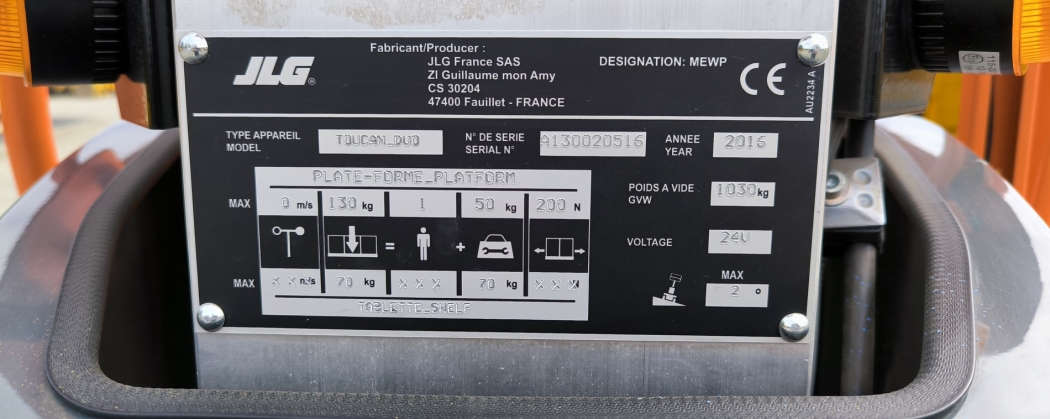 JLG®
Fabricant/Producer :
JLG France SAS
ZI Guillaume mon Amy
CS 30204
47400 Fauillet - FRANCE
DESIGNATION: MEWP
CE
AU2234 A
TYPE APPAREIL
MODEL
TOUCAN_DUO
N° DE SERIE
SERIAL N°
A130020516
ANNEE
YEAR
2016
PLATE-FORME_PLATFORM
MAX 0 m/s 130 kg 1 50 kg 200 N
= +
MAX X X m/s 70 kg X X X 70 kg X X X
TABLETTE_SHELF
POIDS A VIDE
GVW
1030 kg
VOLTAGE
24V
MAX
2 °